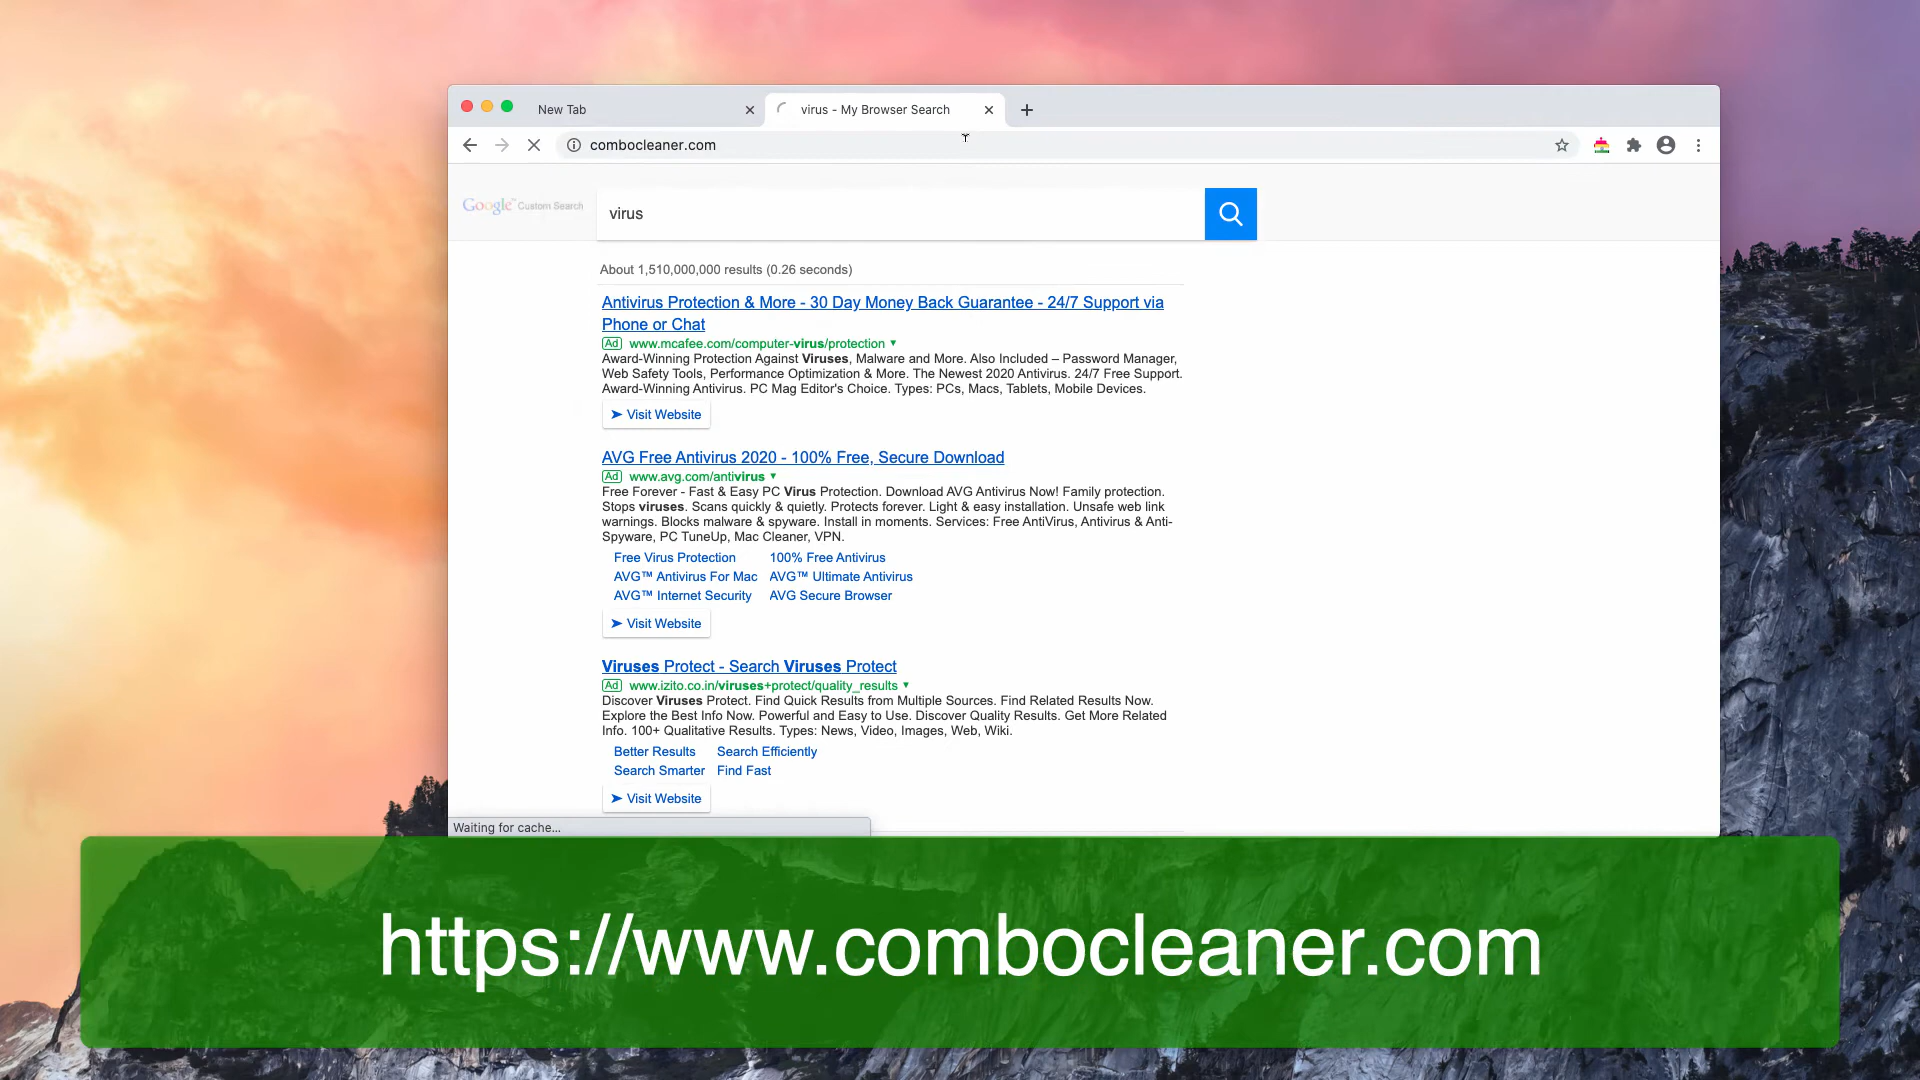 New Tab
virus - My Browser Search
combocleaner.com
Google™ Custom Search
virus
About 1,510,000,000 results (0.26 seconds)
Antivirus Protection & More - 30 Day Money Back Guarantee - 24/7 Support via
Phone or Chat
Ad www.mcafee.com/computer-virus/protection
Award-Winning Protection Against Viruses, Malware and More. Also Included – Password Manager,
Web Safety Tools, Performance Optimization & More. The Newest 2020 Antivirus. 24/7 Free Support.
Award-Winning Antivirus. PC Mag Editor's Choice. Types: PCs, Macs, Tablets, Mobile Devices.
Visit Website
AVG Free Antivirus 2020 - 100% Free, Secure Download
Ad www.avg.com/antivirus
Free Forever - Fast & Easy PC Virus Protection. Download AVG Antivirus Now! Family protection.
Stops viruses. Scans quickly & quietly. Protects forever. Light & easy installation. Unsafe web link
warnings. Blocks malware & spyware. Install in moments. Services: Free AntiVirus, Antivirus & Anti-
Spyware, PC TuneUp, Mac Cleaner, VPN.
Free Virus Protection 100% Free Antivirus
AVG™ Antivirus For Mac AVG™ Ultimate Antivirus
AVG™ Internet Security AVG Secure Browser
Visit Website
Viruses Protect - Search Viruses Protect
Ad www.izito.co.in/viruses+protect/quality_results
Discover Viruses Protect. Find Quick Results from Multiple Sources. Find Related Results Now.
Explore the Best Info Now. Powerful and Easy to Use. Discover Quality Results. Get More Related
Info. 100+ Qualitative Results. Types: News, Video, Images, Web, Wiki.
Better Results Search Efficiently
Search Smarter Find Fast
Visit Website
Waiting for cache...
https://www.combocleaner.com